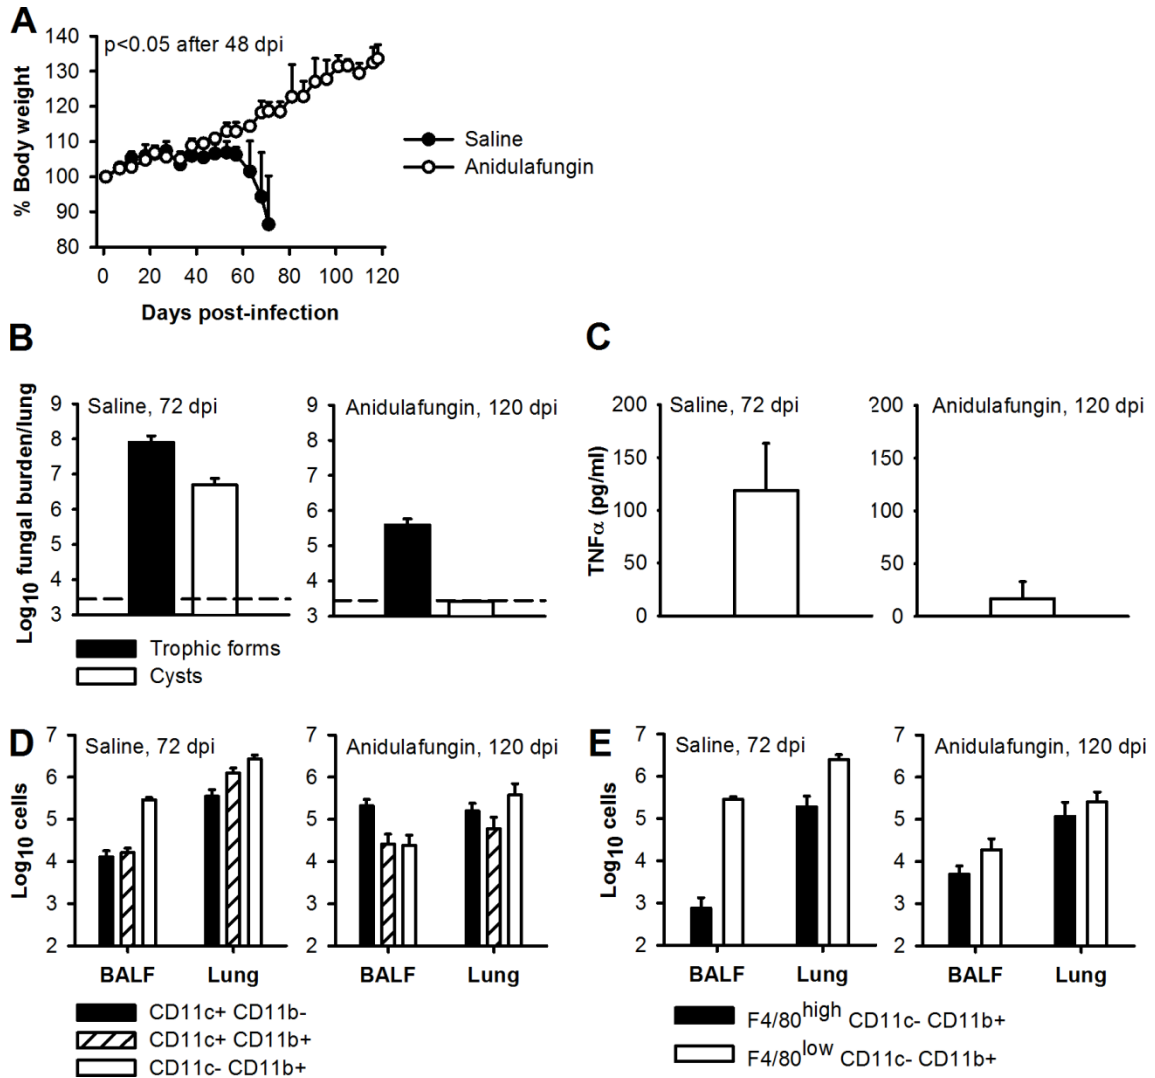 A
p<0.05 after 48 dpi
140
130
120
110
100
90
80
% Body weight
0 20 40 60 80 100 120
Days post-infection
Saline
Anidulafungin
B
Log10 fungal burden/lung
Saline, 72 dpi
9
8
7
6
5
4
3
Anidulafungin, 120 dpi
9
8
7
6
5
4
3
Trophic forms
Cysts
C
TNFα (pg/ml)
Saline, 72 dpi
200
150
100
50
0
Anidulafungin, 120 dpi
200
150
100
50
0
D
Log10 cells
Saline, 72 dpi
7
6
5
4
3
2
BALF Lung
Anidulafungin, 120 dpi
7
6
5
4
3
2
BALF Lung
CD11c+ CD11b-
CD11c+ CD11b+
CD11c- CD11b+
E
Log10 cells
Saline, 72 dpi
7
6
5
4
3
2
BALF Lung
Anidulafungin, 120 dpi
7
6
5
4
3
2
BALF Lung
F4/80high CD11c- CD11b+
F4/80low CD11c- CD11b+